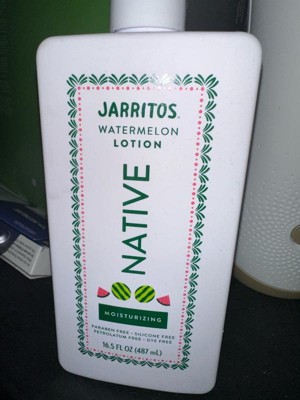 JARRITOS.
WATERMELON
LOTION
NATIVE
MOISTURIZING
PARABEN FREE - SILICONE FREE
PETROLATUM FREE - DYE FREE
16.5 FL OZ (487 mL)